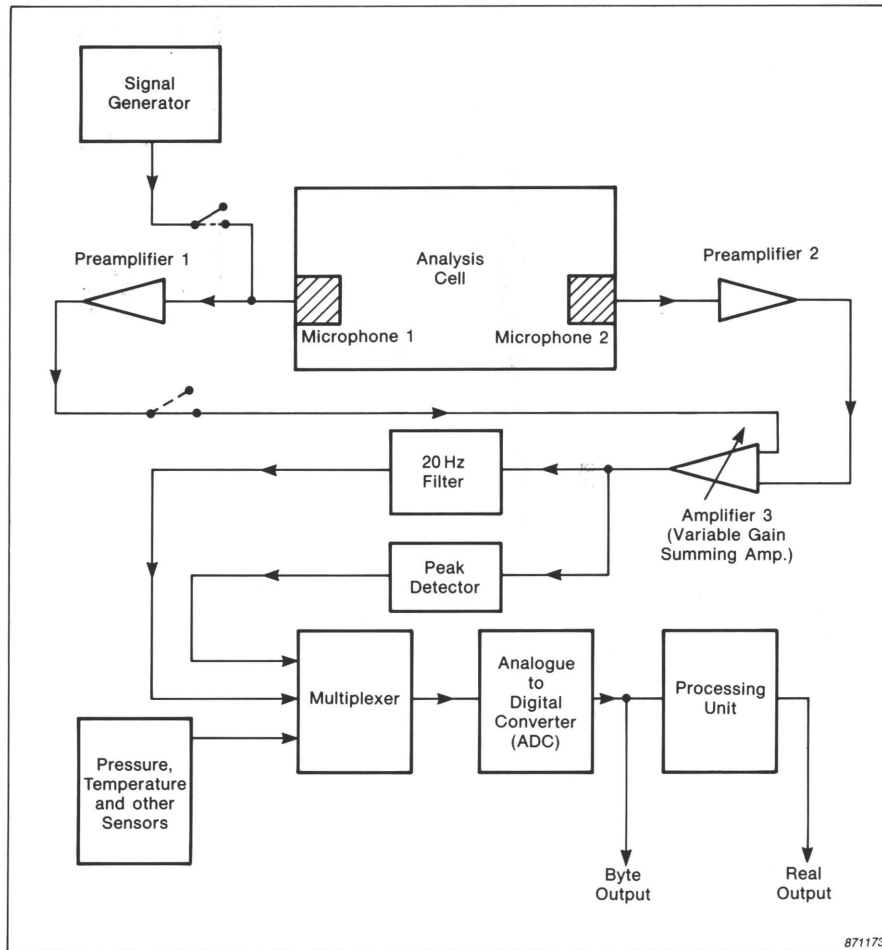 Signal
Generator
Preamplifier 1
Analysis
Cell
Preamplifier 2
Microphone 1
Microphone 2
20 Hz
Filter
Amplifier 3
(Variable Gain
Summing Amp.)
Peak
Detector
Multiplexer
Analogue
to
Digital
Converter
(ADC)
Processing
Unit
Pressure,
Temperature
and other
Sensors
Byte
Output
Real
Output
871173